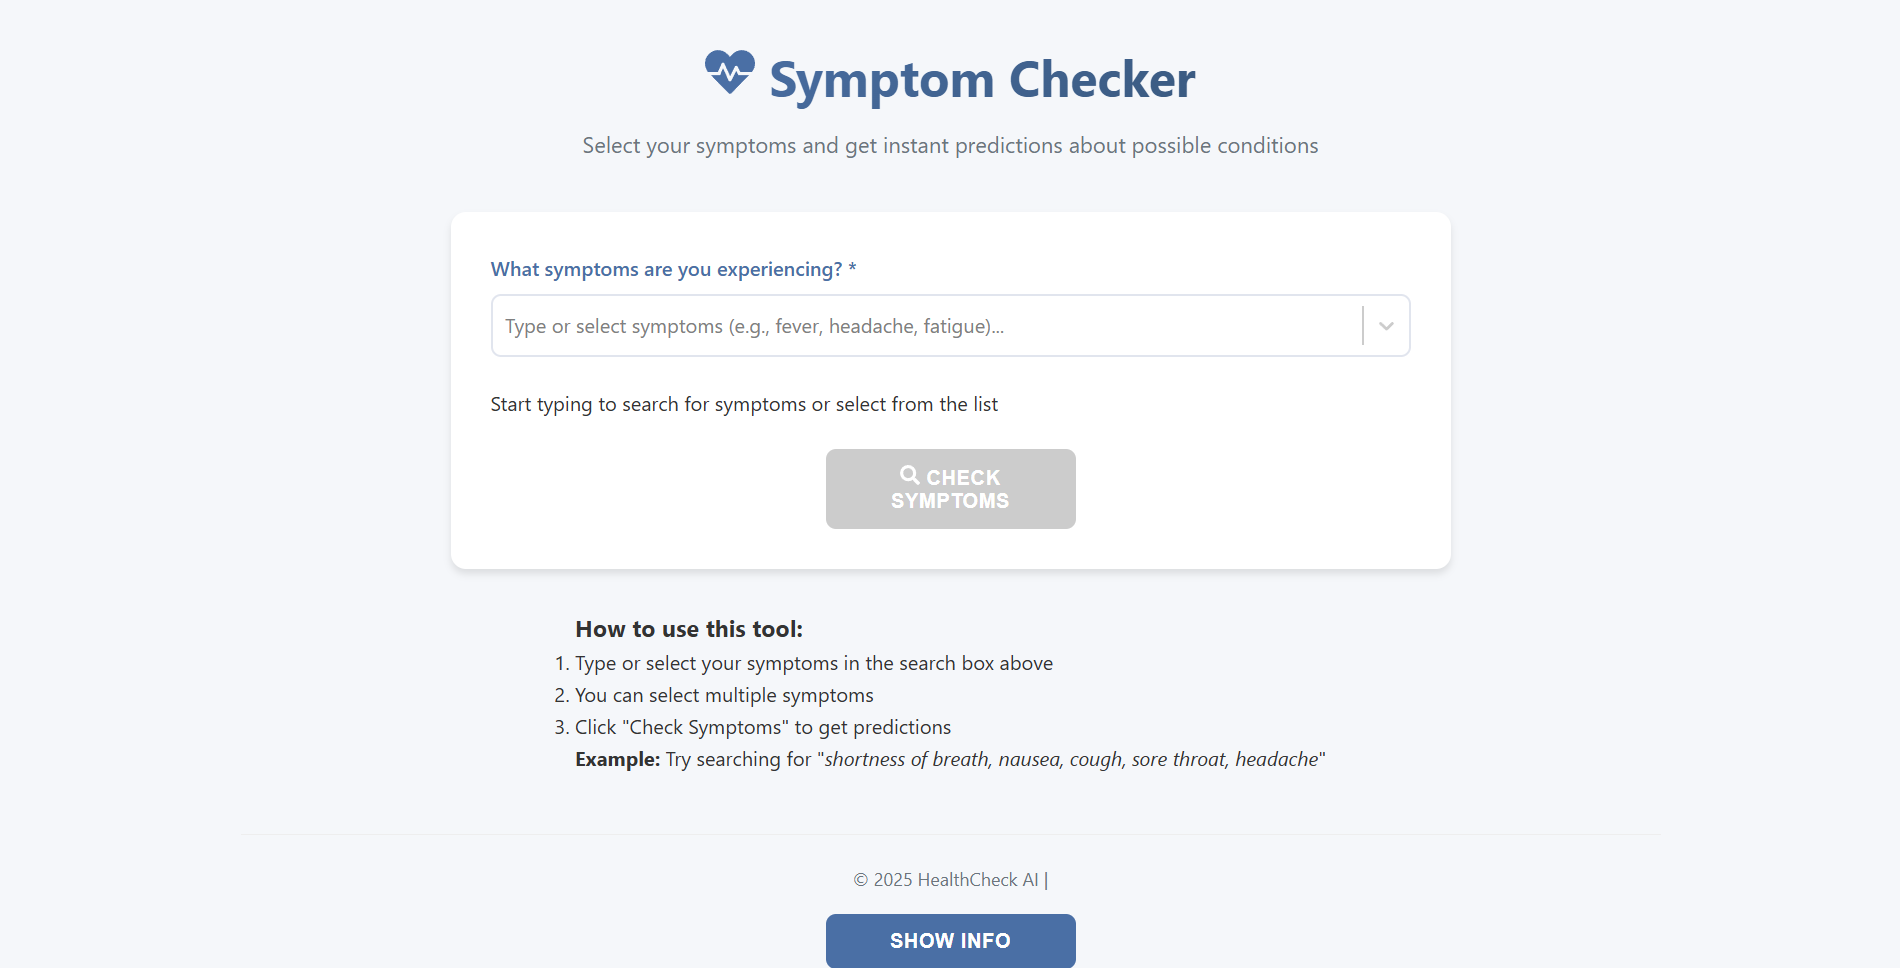 Symptom Checker
Select your symptoms and get instant predictions about possible conditions
What symptoms are you experiencing? *
Type or select symptoms (e.g., fever, headache, fatigue)...
Start typing to search for symptoms or select from the list
CHECK
SYMPTOMS
How to use this tool:
1. Type or select your symptoms in the search box above
2. You can select multiple symptoms
3. Click "Check Symptoms" to get predictions
Example: Try searching for "shortness of breath, nausea, cough, sore throat, headache"
© 2025 HealthCheck AI |
SHOW INFO